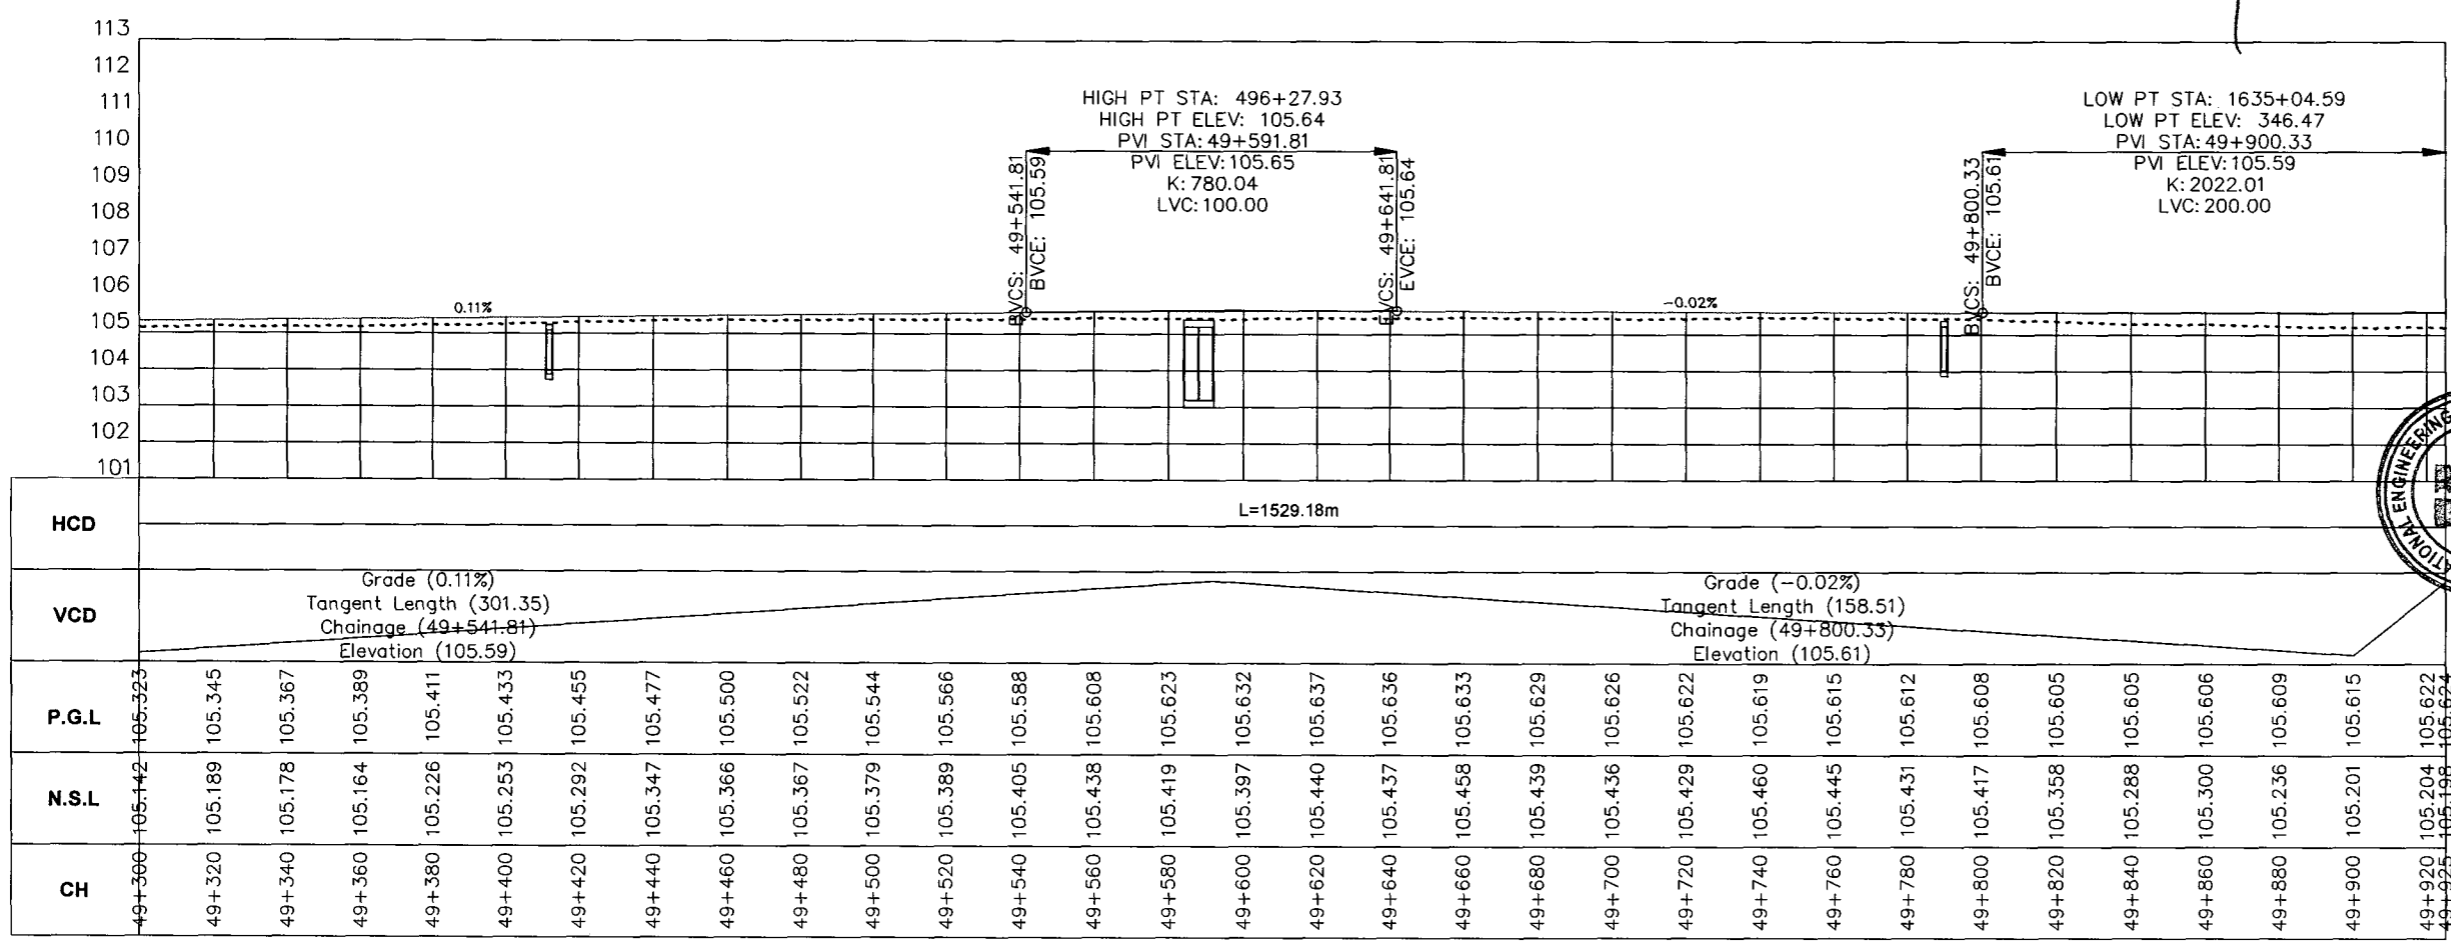 113
112
111
110
109
108
107
106
105
104
103
102
101
HIGH PT STA: 496+27.93
HIGH PT ELEV: 105.64
PVI STA: 49+591.81
PVI ELEV: 105.65
K: 780.04
LVC: 100.00
LOW PT STA: 1635+04.59
LOW PT ELEV: 346.47
PVI STA: 49+900.33
PVI ELEV: 105.59
K: 2022.01
LVC: 200.00
BVCS: 49+541.81
BVCE: 105.59
EVCS: 49+641.81
EVCE: 105.64
BVCS: 49+800.33
BVCE: 105.61
0.11%
-0.02%
HCD
L=1529.18m
VCD
Grade (0.11%)
Tangent Length (301.35)
Chainage (49+541.81)
Elevation (105.59)
Grade (-0.02%)
Tangent Length (158.51)
Chainage (49+800.33)
Elevation (105.61)
P.G.L 105.323 105.345 105.367 105.389 105.411 105.433 105.455 105.477 105.500 105.522 105.544 105.566 105.588 105.608 105.623 105.632 105.637 105.636 105.633 105.629 105.626 105.622 105.619 105.615 105.612 105.608 105.605 105.605 105.606 105.609 105.615 105.622 105.624
N.S.L 105.142 105.189 105.178 105.164 105.226 105.253 105.292 105.347 105.366 105.367 105.379 105.389 105.405 105.438 105.419 105.397 105.440 105.437 105.458 105.439 105.436 105.429 105.460 105.445 105.431 105.417 105.358 105.288 105.300 105.236 105.201 105.204 105.198
CH 49+300 49+320 49+340 49+360 49+380 49+400 49+420 49+440 49+460 49+480 49+500 49+520 49+540 49+560 49+580 49+600 49+620 49+640 49+660 49+680 49+700 49+720 49+740 49+760 49+780 49+800 49+820 49+840 49+860 49+880 49+900 49+920 49+925
ATIONAL ENGINEERING